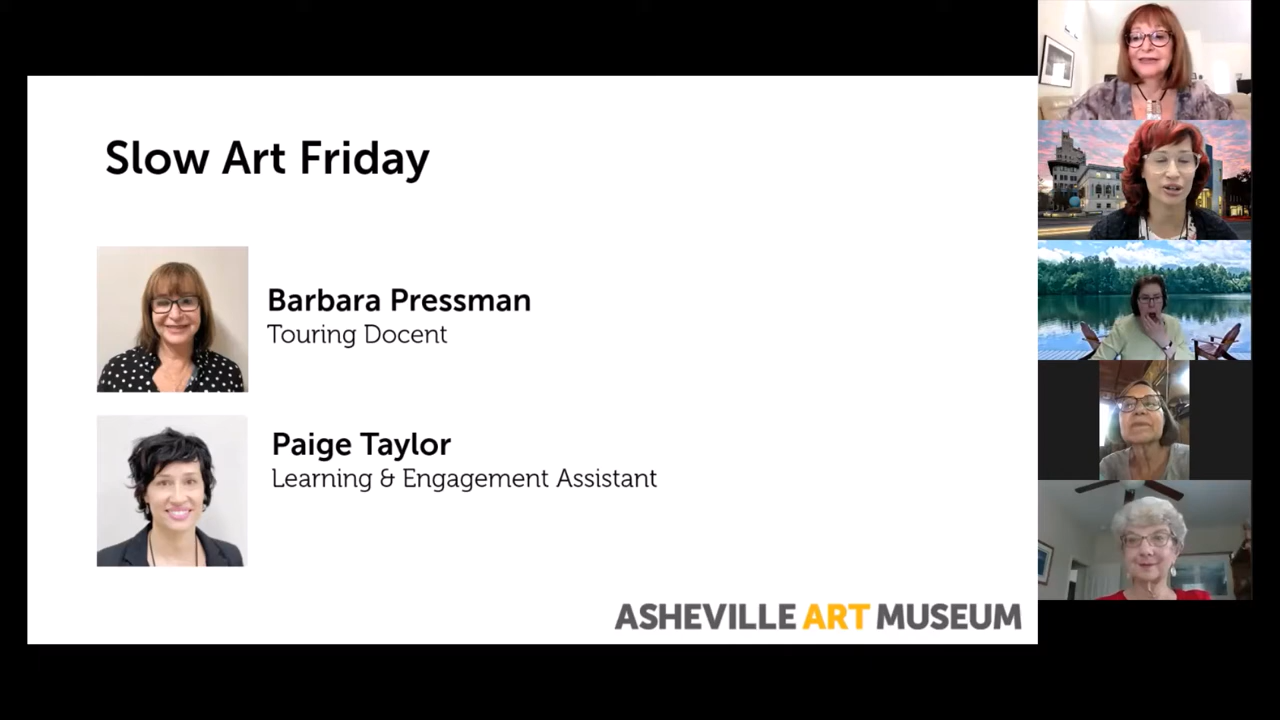 Slow Art Friday
Barbara Pressman
Touring Docent
Paige Taylor
Learning & Engagement Assistant
ASHEVILLE ART MUSEUM